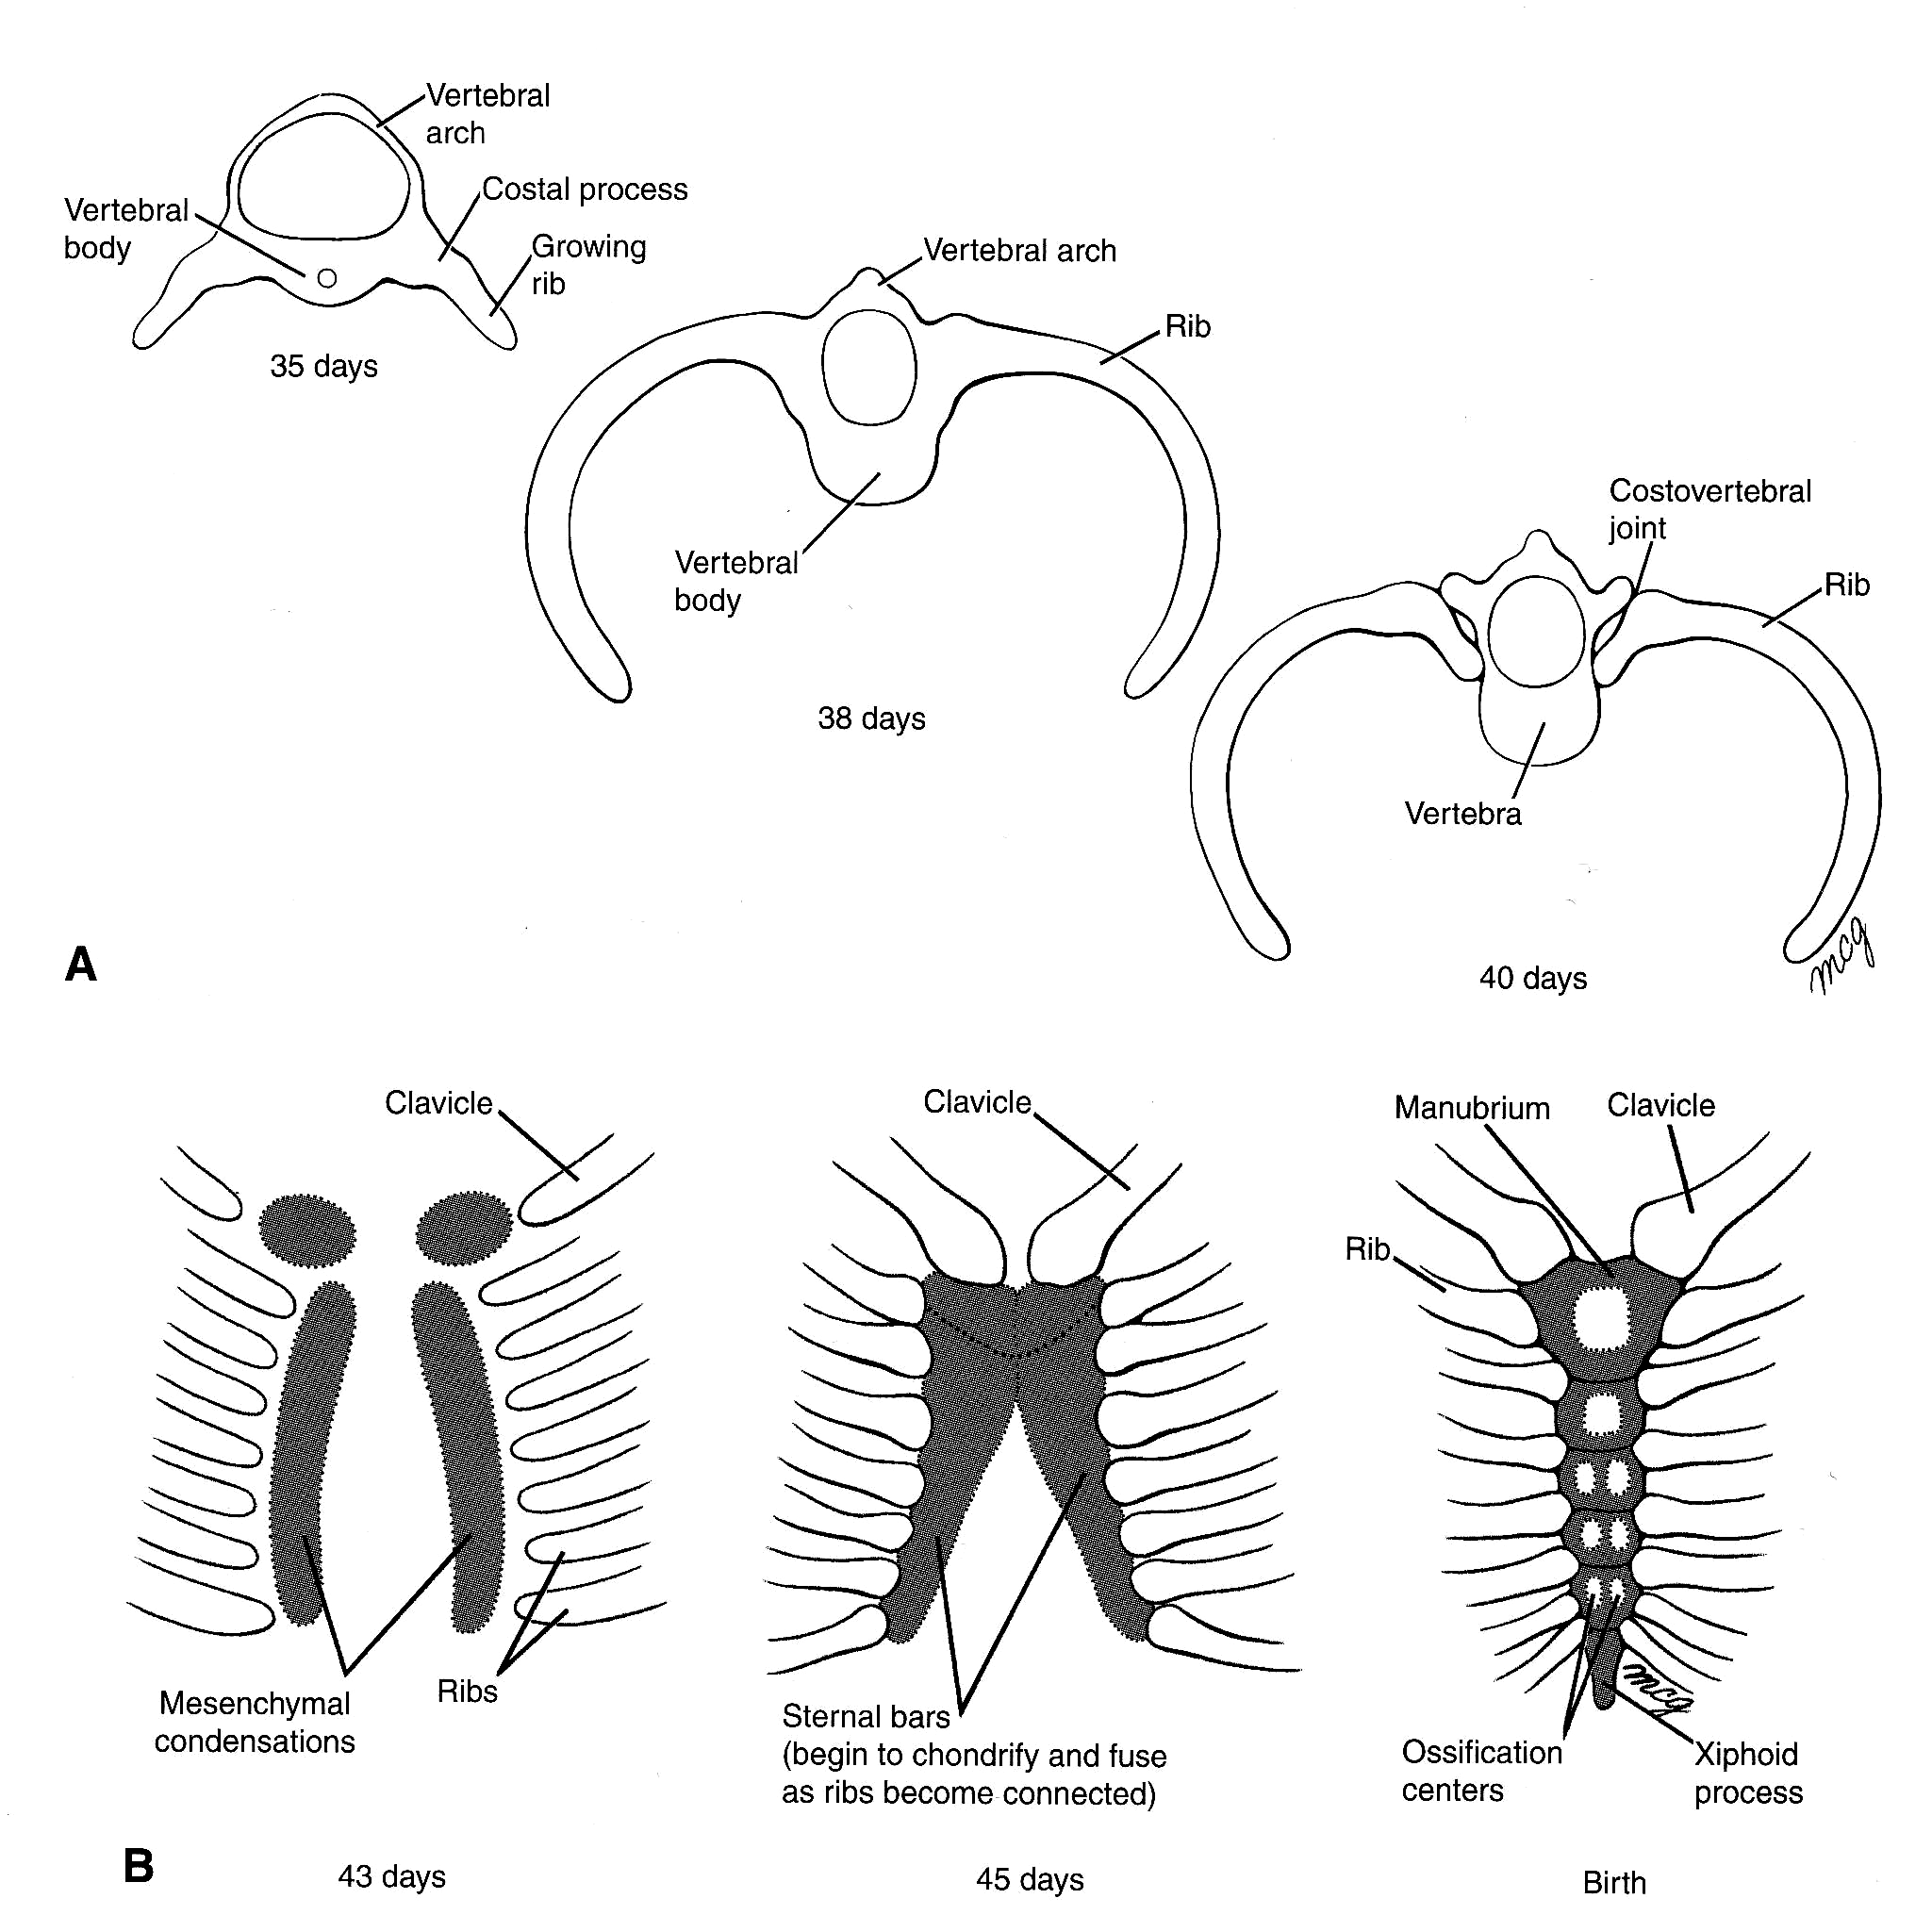 Vertebral
arch
Costal process
Vertebral
body
Growing
rib
35 days
Vertebral arch
Rib
Vertebral
body
38 days
Costovertebral
joint
Rib
Vertebra
mcg
40 days
A
Clavicle
Mesenchymal
condensations
Ribs
43 days
Clavicle
Sternal bars
(begin to chondrify and fuse
as ribs become connected)
45 days
Manubrium
Clavicle
Rib
mcg
Ossification
centers
Xiphoid
process
Birth
B